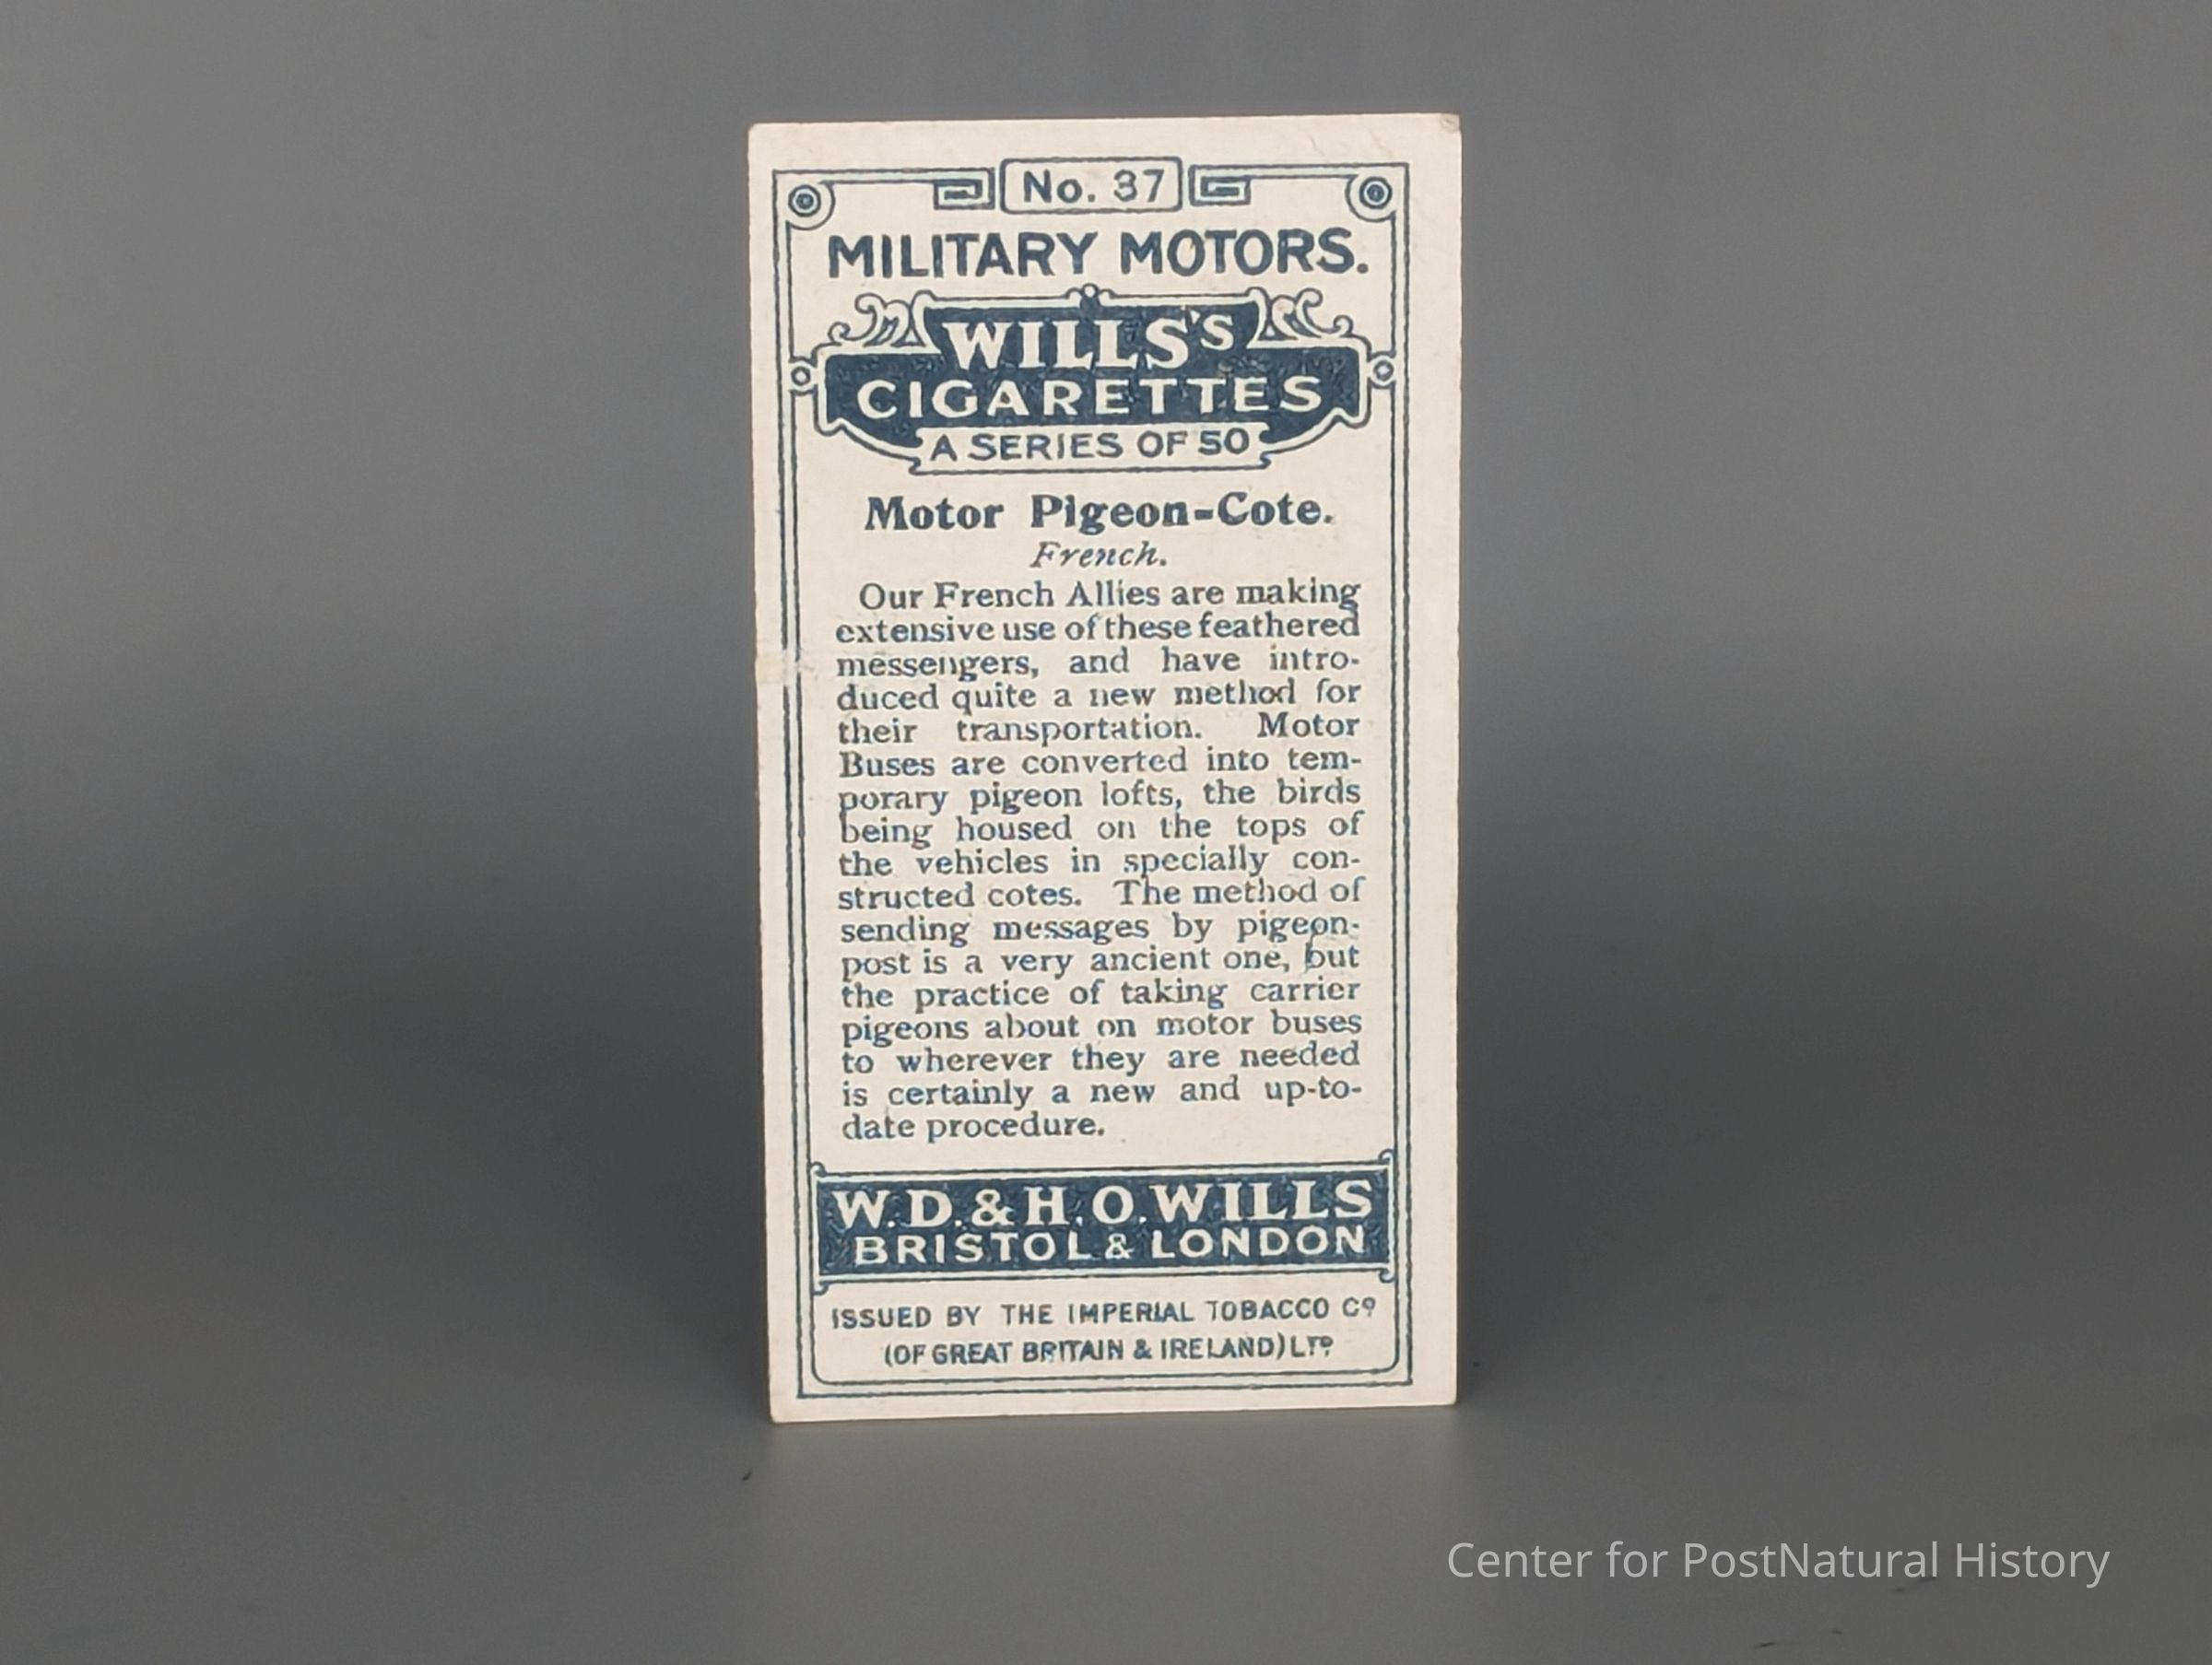 No. 37
MILITARY MOTORS.
WILLS'S
CIGARETTES
A SERIES OF 50
Motor Pigeon-Cote.
French.
Our French Allies are making
extensive use of these feathered
messengers, and have intro-
duced quite a new method for
their transportation. Motor
Buses are converted into tem-
porary pigeon lofts, the birds
being housed on the tops of
the vehicles in specially con-
structed cotes. The method of
sending messages by pigeon-
post is a very ancient one, but
the practice of taking carrier
pigeons about on motor buses
to wherever they are needed
is certainly a new and up-to-
date procedure.
W.D. & H.O. WILLS
BRISTOL & LONDON
ISSUED BY THE IMPERIAL TOBACCO Co
(OF GREAT BRITAIN & IRELAND) LTD
Center for PostNatural History